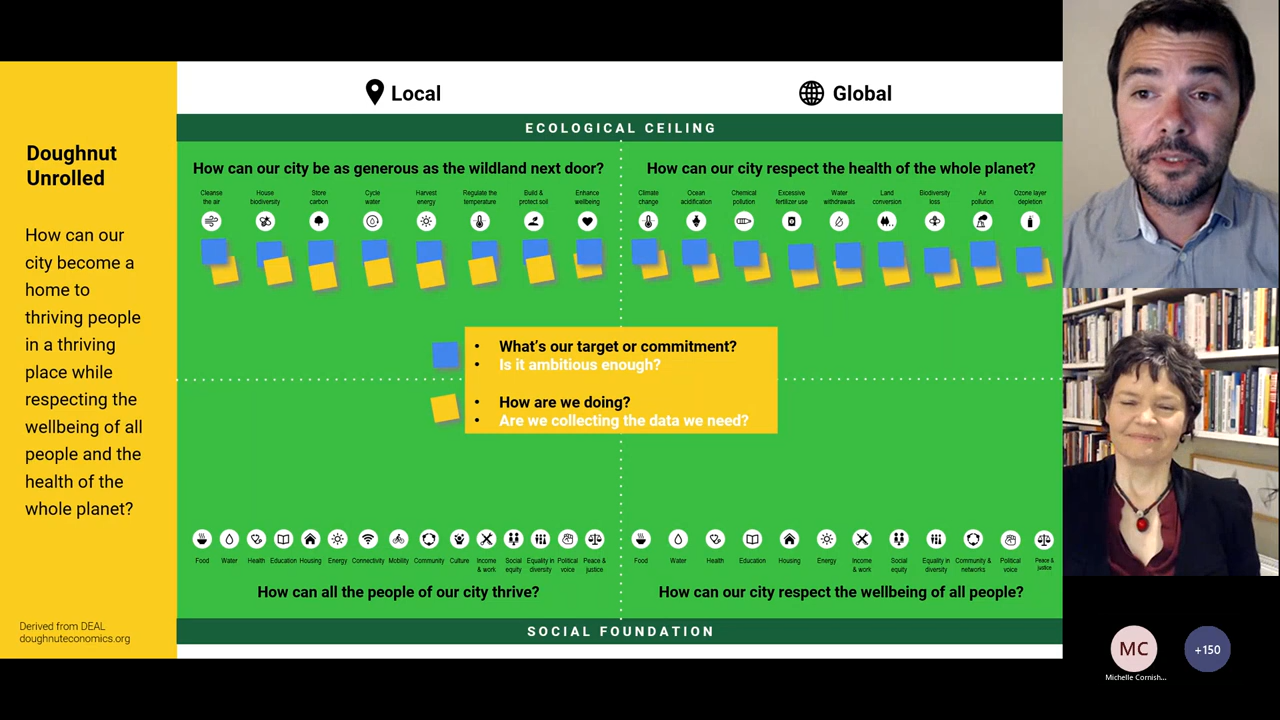 Local
Global
ECOLOGICAL CEILING
Doughnut
Unrolled
How can our
city become a
home to
thriving people
in a thriving
place while
respecting the
wellbeing of all
people and the
health of the
whole planet?
Derived from DEAL
doughnuteconomics.org
How can our city be as generous as the wildland next door?
Cleanse
the air
House
biodiversity
Store
carbon
Cycle
water
Harvest
energy
Regulate the
temperature
Build &
protect soil
Enhance
wellbeing
How can our city respect the health of the whole planet?
Climate
change
Ocean
acidification
Chemical
pollution
Excessive
fertilizer use
Water
withdrawals
Land
conversion
Biodiversity
loss
Air
pollution
Ozone layer
depletion
• What's our target or commitment?
• Is it ambitious enough?
• How are we doing?
• Are we collecting the data we need?
Food
Water
Health
Education
Housing
Energy
Connectivity
Mobility
Community
Culture
Income
& work
Social
equity
Equality in
diversity
Political
voice
Peace &
justice
How can all the people of our city thrive?
Food
Water
Health
Education
Housing
Energy
Income
& work
Social
equity
Equality in
diversity
Community &
networks
Political
voice
Peace &
justice
How can our city respect the wellbeing of all people?
SOCIAL FOUNDATION
MC
+150
Michelle Cornish...